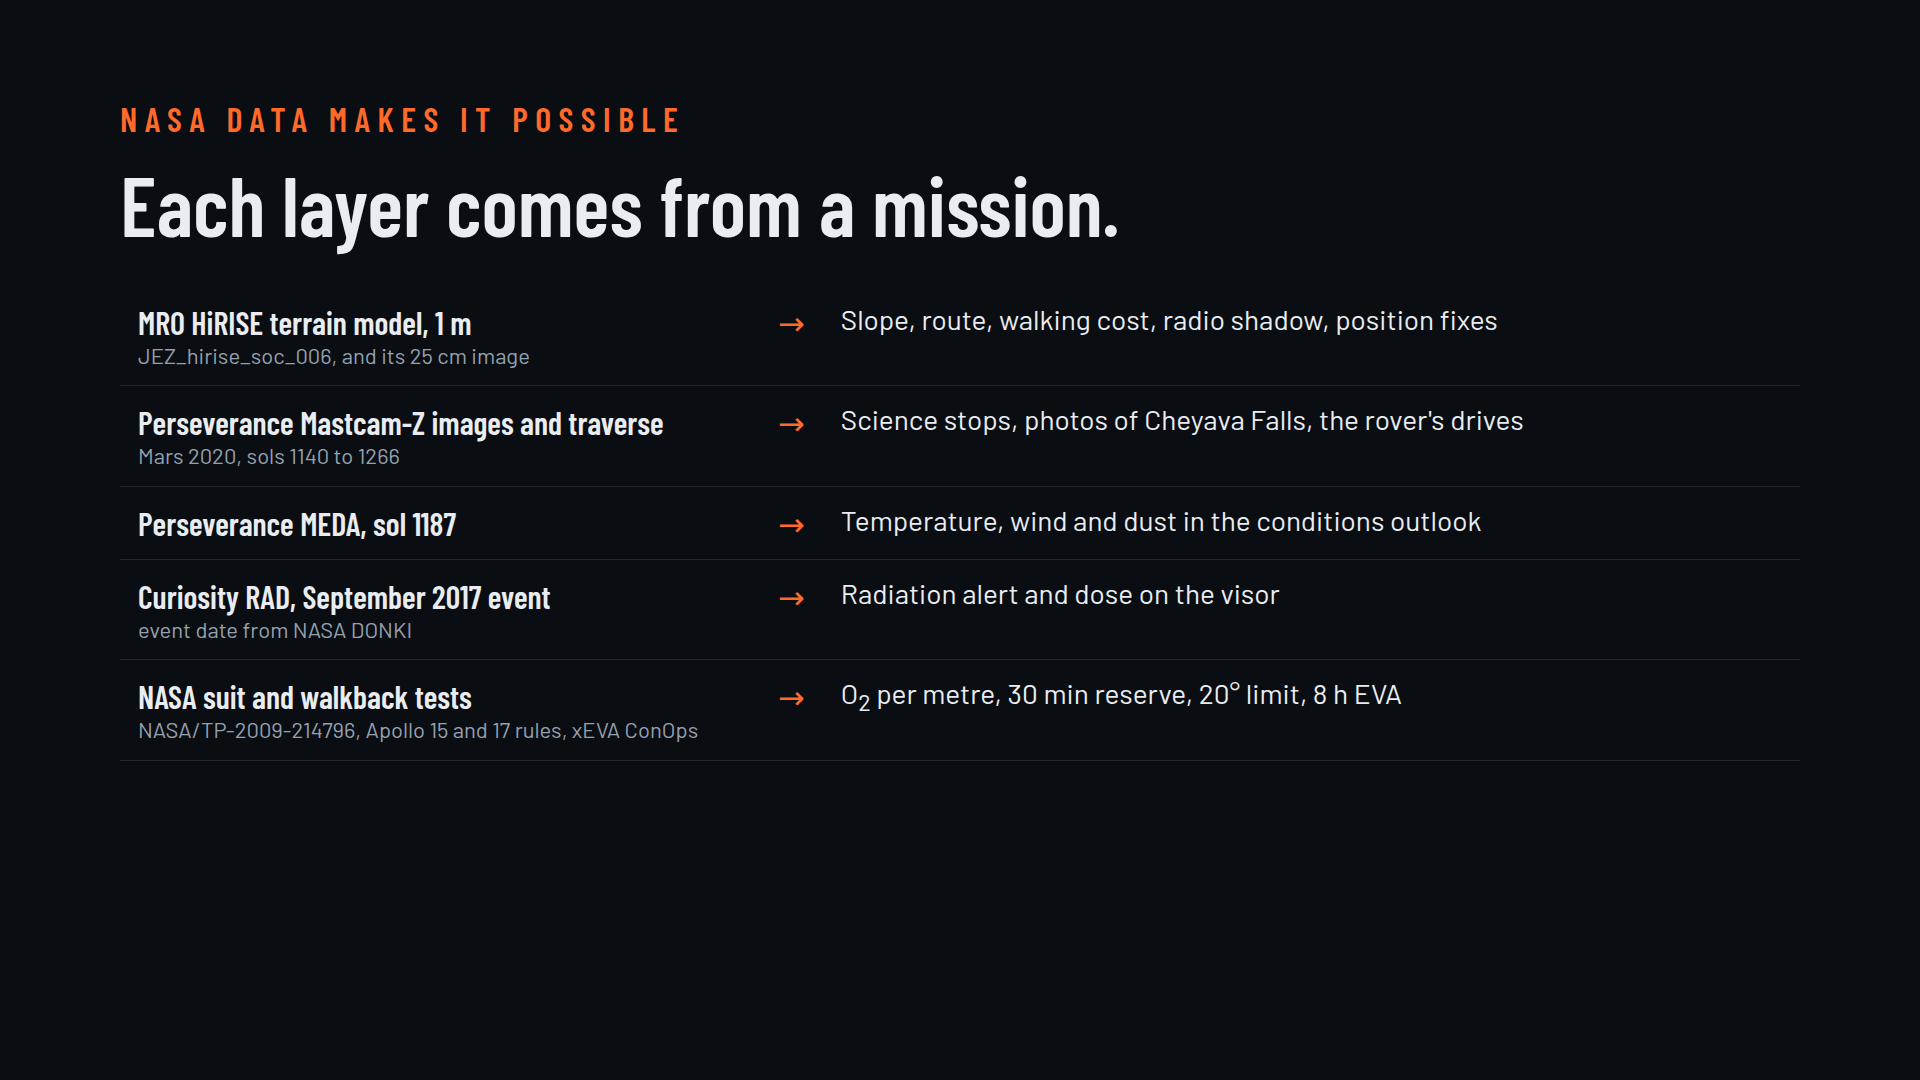 NASA DATA MAKES IT POSSIBLE
Each layer comes from a mission.
MRO HiRISE terrain model, 1 m → Slope, route, walking cost, radio shadow, position fixes
JEZ_hirise_soc_006, and its 25 cm image
Perseverance Mastcam-Z images and traverse → Science stops, photos of Cheyava Falls, the rover's drives
Mars 2020, sols 1140 to 1266
Perseverance MEDA, sol 1187 → Temperature, wind and dust in the conditions outlook
Curiosity RAD, September 2017 event → Radiation alert and dose on the visor
event date from NASA DONKI
NASA suit and walkback tests → O₂ per metre, 30 min reserve, 20° limit, 8 h EVA
NASA/TP-2009-214796, Apollo 15 and 17 rules, xEVA ConOps